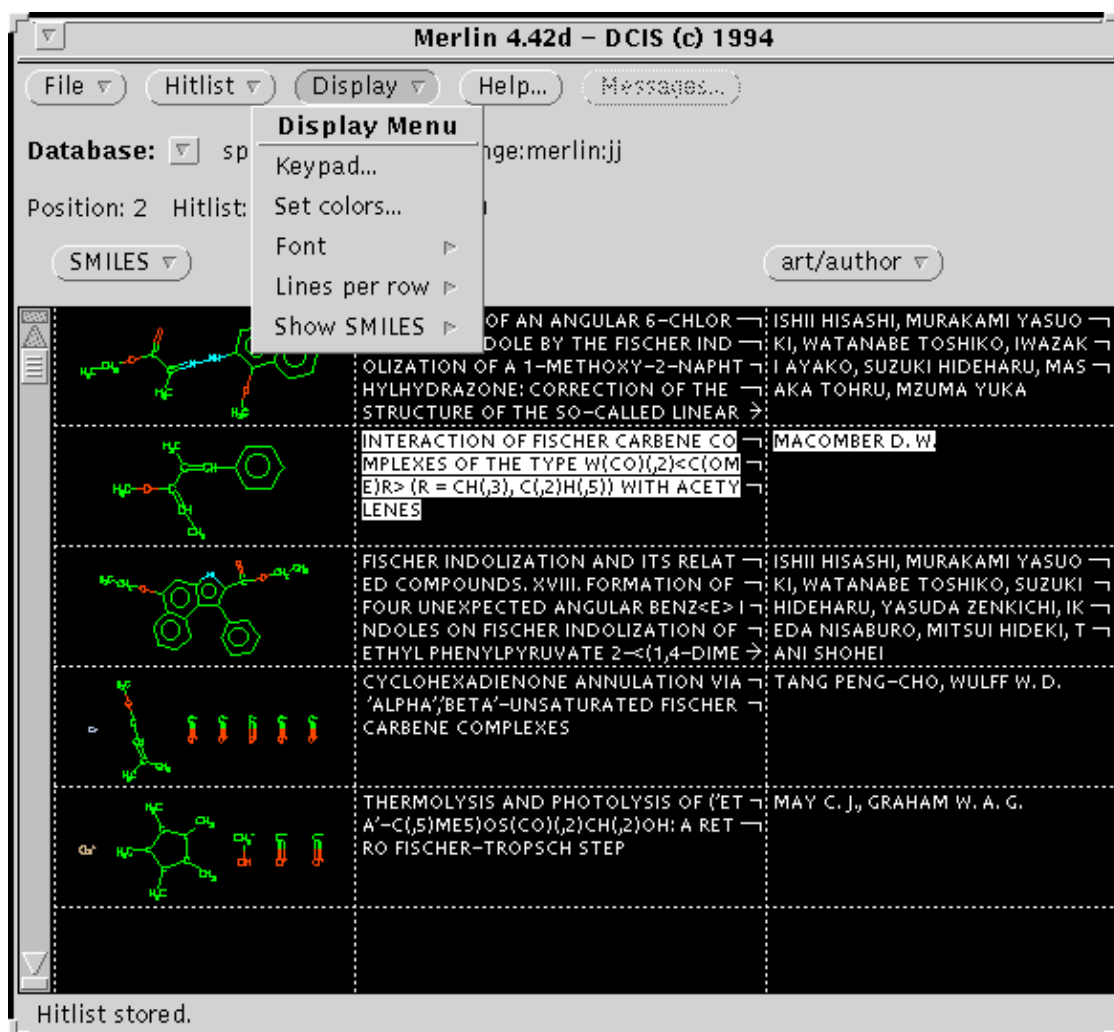 Merlin 4.42d – DCIS (c) 1994
File Hitlist Display Help... Messages...
Display Menu
Keypad...
Set colors...
Font
Lines per row
Show SMILES
Database: sp nge:merlin:jj
Position: 2 Hitlist:
SMILES art/author
OF AN ANGULAR 6–CHLOR
DOLE BY THE FISCHER IND
OLIZATION OF A 1–METHOXY–2–NAPHT
HYLHYDRAZONE: CORRECTION OF THE
STRUCTURE OF THE SO–CALLED LINEAR
ISHII HISASHI, MURAKAMI YASUO
KI, WATANABE TOSHIKO, IWAZAK
I AYAKO, SUZUKI HIDEHARU, MAS
AKA TOHRU, MZUMA YUKA
INTERACTION OF FISCHER CARBENE CO
MPLEXES OF THE TYPE W(CO)(,2)<C(OM
E)R> (R = CH(,3), C(,2)H(,5)) WITH ACETY
LENES
MACOMBER D. W.
FISCHER INDOLIZATION AND ITS RELAT
ED COMPOUNDS. XVIII. FORMATION OF
FOUR UNEXPECTED ANGULAR BENZ<E> I
NDOLES ON FISCHER INDOLIZATION OF
ETHYL PHENYLPYRUVATE 2–<(1,4–DIME
ISHII HISASHI, MURAKAMI YASUO
KI, WATANABE TOSHIKO, SUZUKI
HIDEHARU, YASUDA ZENKICHI, IK
EDA NISABURO, MITSUI HIDEKI, T
ANI SHOHEI
CYCLOHEXADIENONE ANNULATION VIA
'ALPHA','BETA'–UNSATURATED FISCHER
CARBENE COMPLEXES
TANG PENG–CHO, WULFF W. D.
THERMOLYSIS AND PHOTOLYSIS OF ('ET
A'–C(,5)ME5)OS(CO)(,2)CH(,2)OH: A RET
RO FISCHER–TROPSCH STEP
MAY C. J., GRAHAM W. A. G.
Hitlist stored.